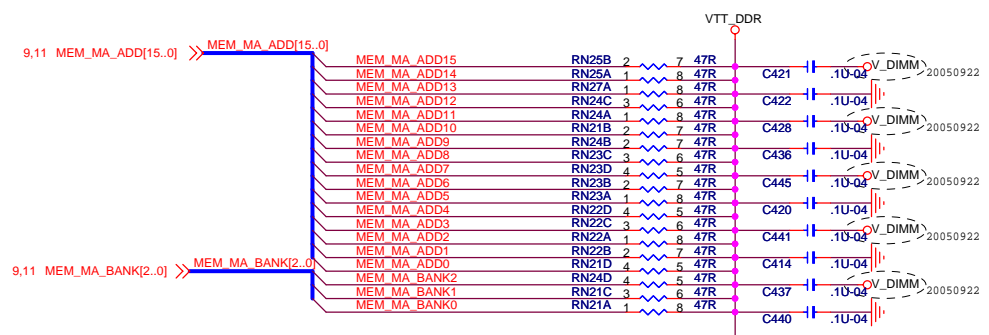 VTT_DDR
9,11 MEM_MA_ADD[15..0] MEM_MA_ADD[15..0]
MEM_MA_ADD15 RN25B 2 7 47R
MEM_MA_ADD14 RN25A 1 8 47R C421 .1U-04 V_DIMM 20050922
MEM_MA_ADD13 RN27A 1 8 47R
MEM_MA_ADD12 RN24C 3 6 47R C422 .1U-04
MEM_MA_ADD11 RN24A 1 8 47R
MEM_MA_ADD10 RN21B 2 7 47R C428 .1U-04 V_DIMM 20050922
MEM_MA_ADD9 RN24B 2 7 47R
MEM_MA_ADD8 RN23C 3 6 47R C436 .1U-04
MEM_MA_ADD7 RN23D 4 5 47R
MEM_MA_ADD6 RN23B 2 7 47R C445 .1U-04 V_DIMM 20050922
MEM_MA_ADD5 RN23A 1 8 47R
MEM_MA_ADD4 RN22D 4 5 47R C420 .1U-04
MEM_MA_ADD3 RN22C 3 6 47R
MEM_MA_ADD2 RN22A 1 8 47R C441 .1U-04 V_DIMM 20050922
MEM_MA_ADD1 RN22B 2 7 47R
MEM_MA_ADD0 RN21D 4 5 47R C414 .1U-04
9,11 MEM_MA_BANK[2..0] MEM_MA_BANK[2..0]
MEM_MA_BANK2 RN24D 4 5 47R
MEM_MA_BANK1 RN21C 3 6 47R C437 .1U-04 V_DIMM 20050922
MEM_MA_BANK0 RN21A 1 8 47R
C440 .1U-04